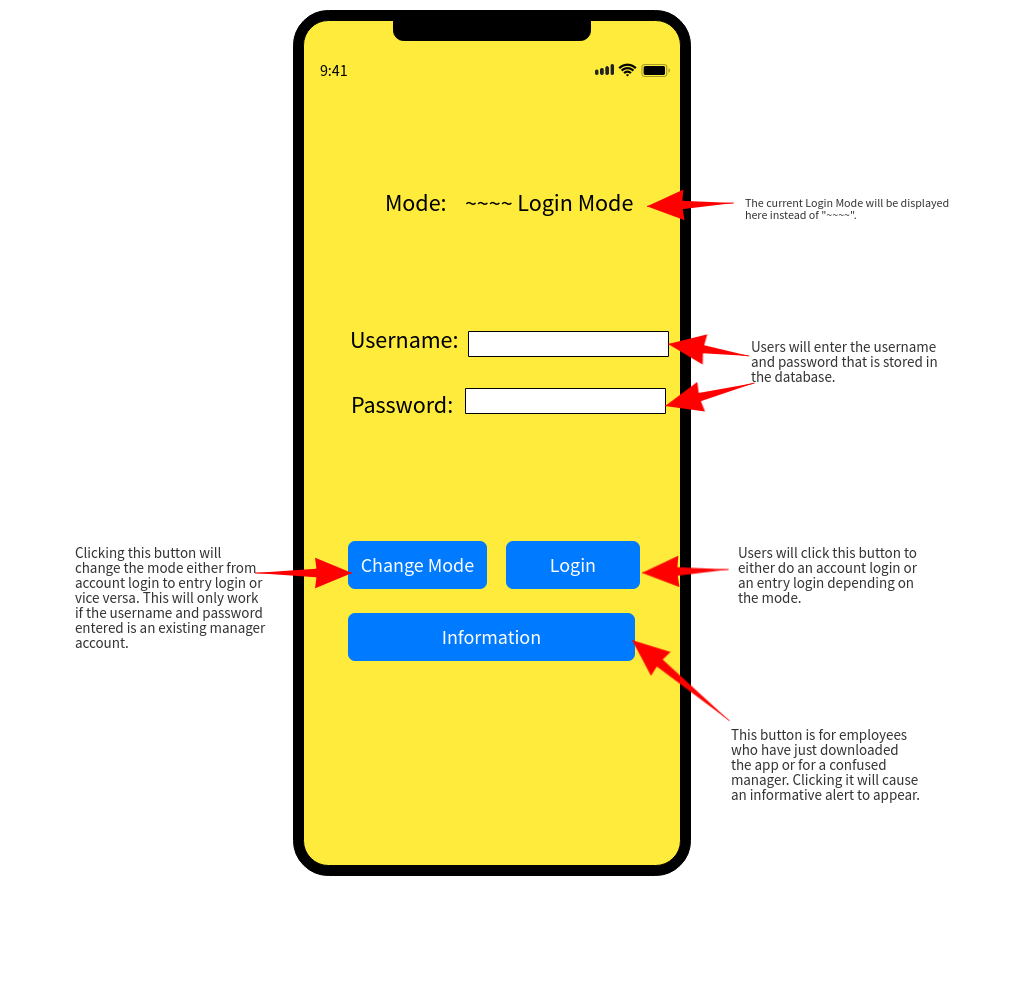 9:41
Mode: ~~~~ Login Mode
The current Login Mode will be displayed
here instead of "~~~~".
Username:
Password:
Users will enter the username
and password that is stored in
the database.
Clicking this button will
change the mode either from
account login to entry login or
vice versa. This will only work
if the username and password
entered is an existing manager
account.
Change Mode
Login
Users will click this button to
either do an account login or
an entry login depending on
the mode.
Information
This button is for employees
who have just downloaded
the app or for a confused
manager. Clicking it will cause
an informative alert to appear.